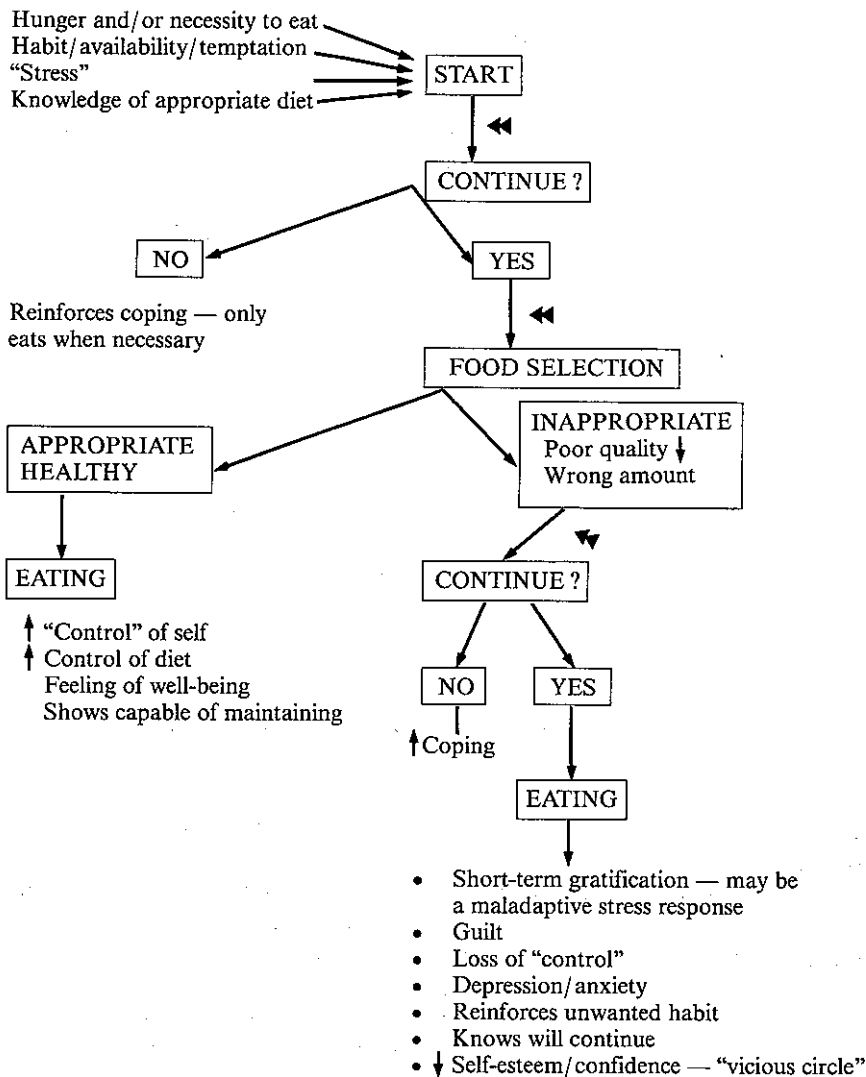 Hunger and/or necessity to eat
Habit/availability/temptation
“Stress”
Knowledge of appropriate diet
START
CONTINUE ?
NO
YES
Reinforces coping — only
eats when necessary
FOOD SELECTION
APPROPRIATE
HEALTHY
INAPPROPRIATE
Poor quality ↓
Wrong amount
EATING
CONTINUE ?
↑ “Control” of self
↑ Control of diet
Feeling of well-being
Shows capable of maintaining
NO
YES
↑ Coping
EATING
• Short-term gratification — may be
a maladaptive stress response
• Guilt
• Loss of “control”
• Depression/anxiety
• Reinforces unwanted habit
• Knows will continue
• ↓ Self-esteem/confidence — “vicious circle”